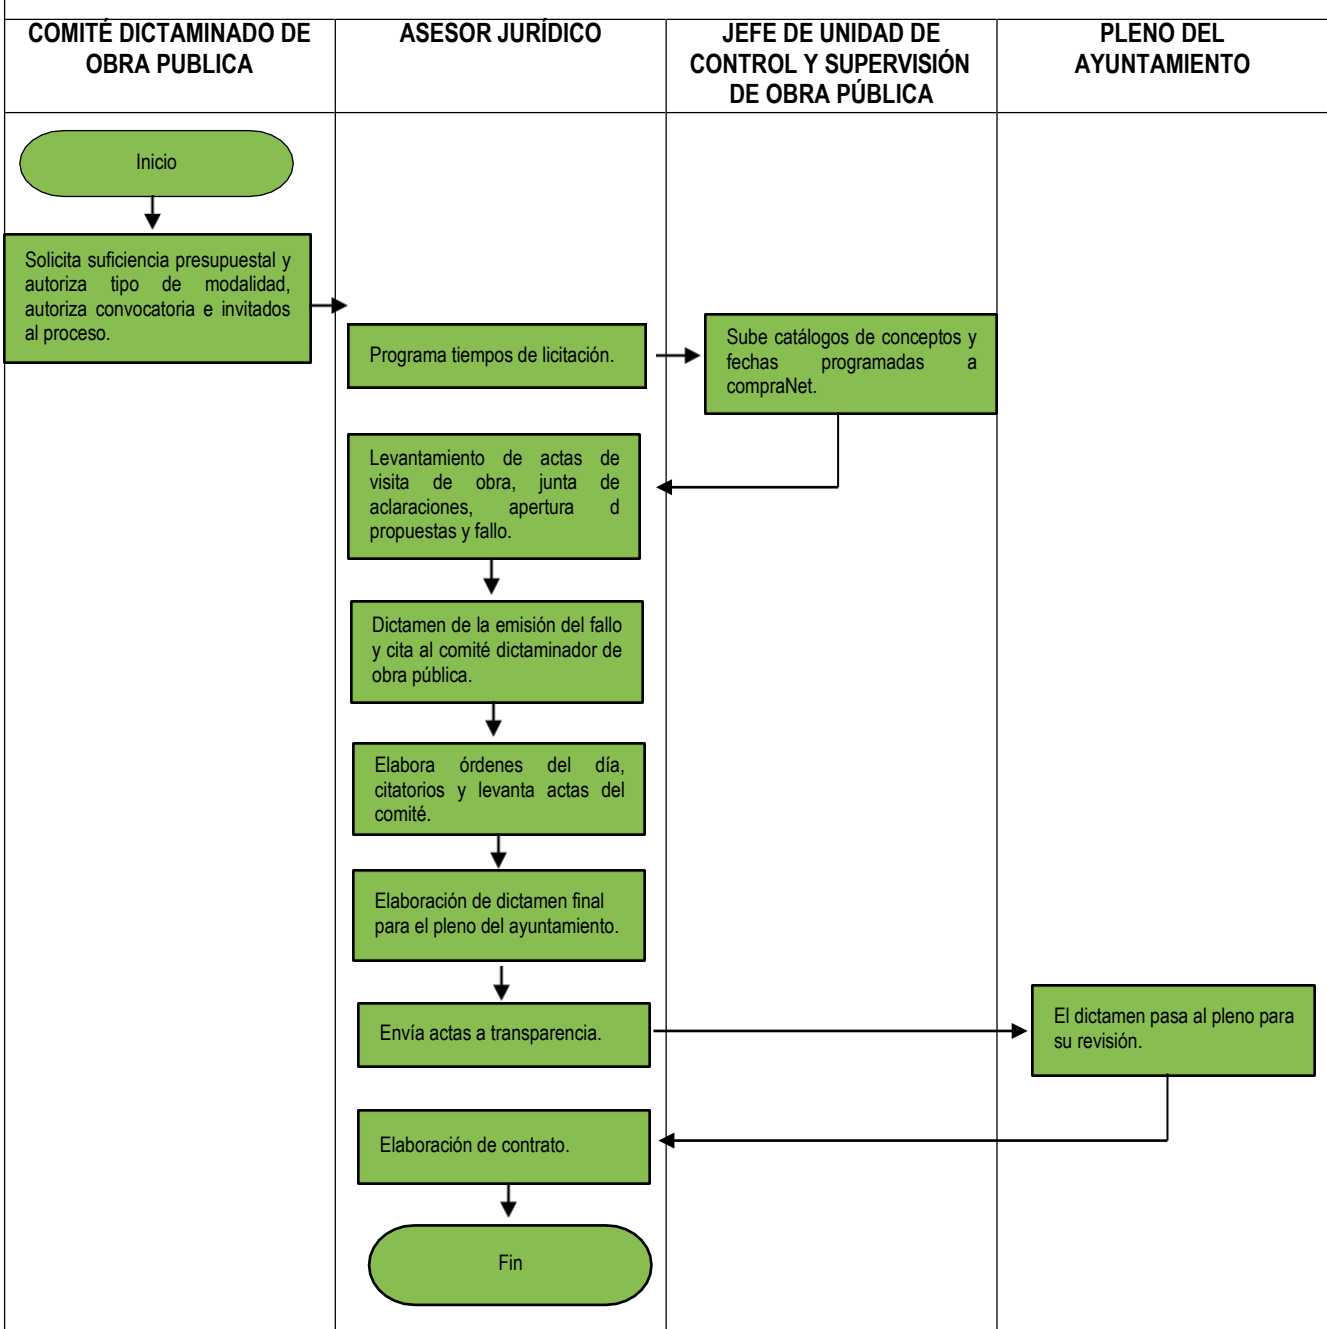 COMITÉ DICTAMINADO DE
OBRA PUBLICA
ASESOR JURÍDICO
JEFE DE UNIDAD DE
CONTROL Y SUPERVISIÓN
DE OBRA PÚBLICA
PLENO DEL
AYUNTAMIENTO
Inicio
Solicita suficiencia presupuestal y
autoriza tipo de modalidad,
autoriza convocatoria e invitados
al proceso.
Programa tiempos de licitación.
Sube catálogos de conceptos y
fechas programadas a
compraNet.
Levantamiento de actas de
visita de obra, junta de
aclaraciones, apertura d
propuestas y fallo.
Dictamen de la emisión del fallo
y cita al comité dictaminador de
obra pública.
Elabora órdenes del día,
citatorios y levanta actas del
comité.
Elaboración de dictamen final
para el pleno del ayuntamiento.
Envía actas a transparencia.
El dictamen pasa al pleno para
su revisión.
Elaboración de contrato.
Fin